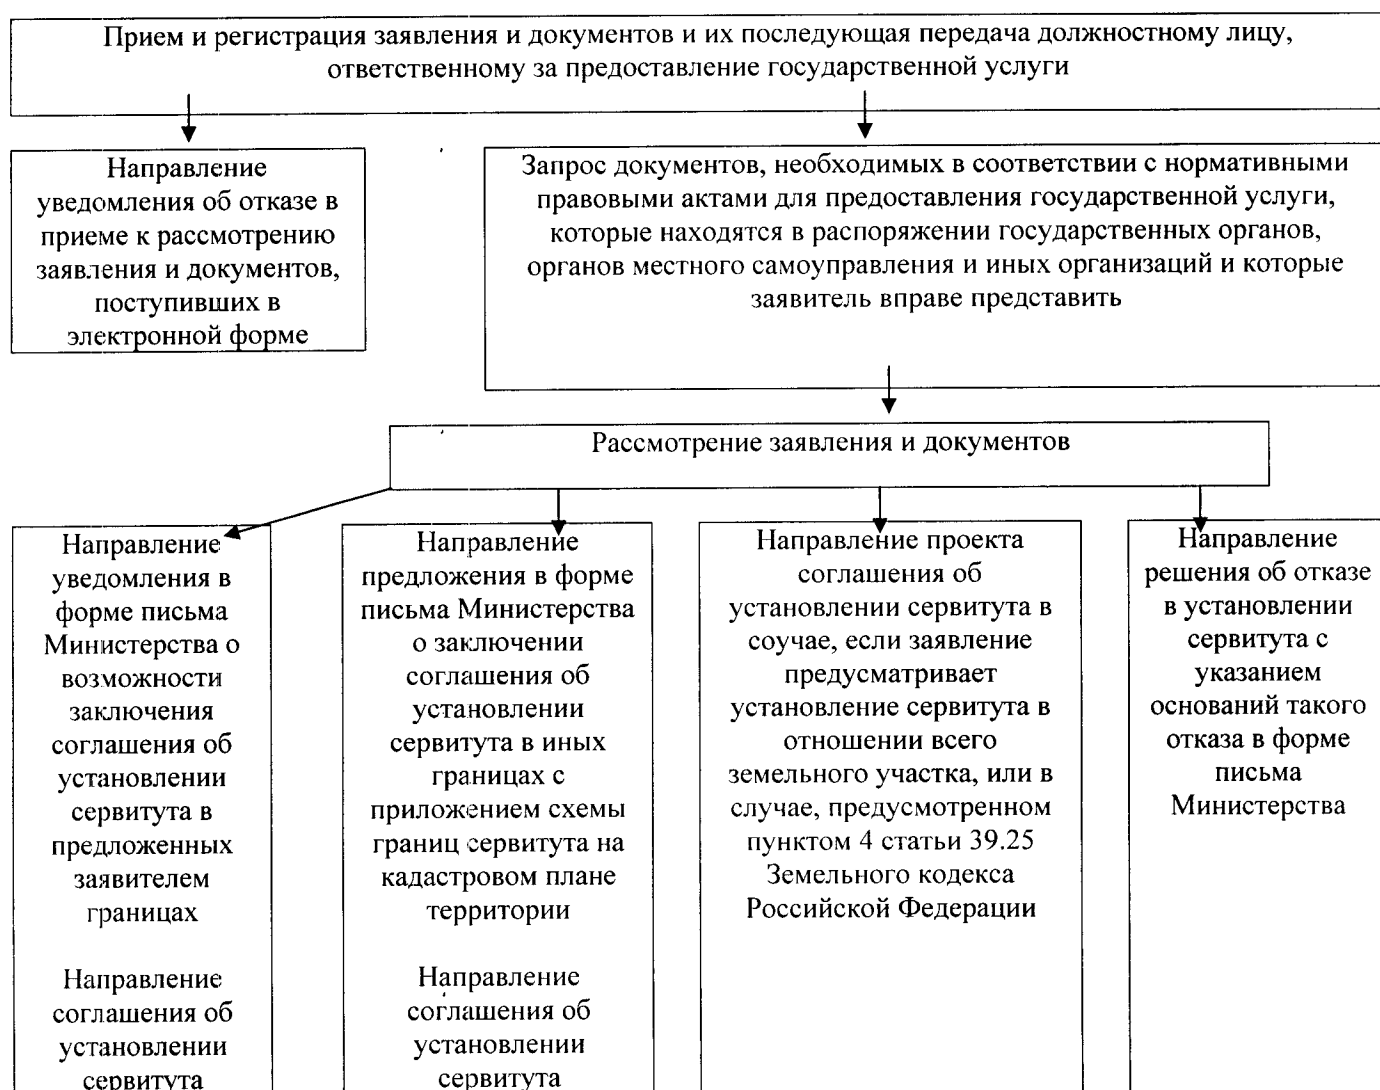 Прием и регистрация заявления и документов и их последующая передача должностному лицу,
ответственному за предоставление государственной услуги
Направление
уведомления об отказе в
приеме к рассмотрению
заявления и документов,
поступивших в
электронной форме
Запрос документов, необходимых в соответствии с нормативными
правовыми актами для предоставления государственной услуги,
которые находятся в распоряжении государственных органов,
органов местного самоуправления и иных организаций и которые
заявитель вправе представить
Рассмотрение заявления и документов
Направление
уведомления в
форме письма
Министерства о
возможности
заключения
соглашения об
установлении
сервитута в
предложенных
заявителем
границах
Направление
соглашения об
установлении
сервитута
Направление
предложения в форме
письма Министерства
о заключении
соглашения об
установлении
сервитута в иных
границах с
приложением схемы
границ сервитута на
кадастровом плане
территории
Направление
соглашения об
установлении
сервитута
Направление проекта
соглашения об
установлении сервитута в
соучае, если заявление
предусматривает
установление сервитута в
отношении всего
земельного участка, или в
случае, предусмотренном
пунктом 4 статьи 39.25
Земельного кодекса
Российской Федерации
Направление
решения об отказе
в установлении
сервитута с
указанием
оснований такого
отказа в форме
письма
Министерства